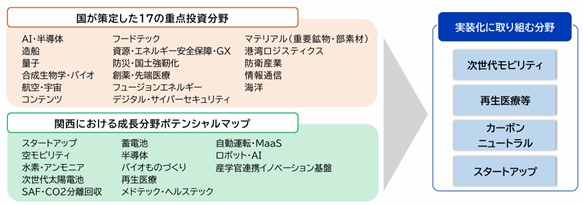 国が策定した17の重点投資分野
AI・半導体
造船
量子
合成生物学・バイオ
航空・宇宙
コンテンツ
フードテック
資源・エネルギー安全保障・GX
防災・国土強靭化
創薬・先端医療
フュージョンエネルギー
デジタル・サイバーセキュリティ
マテリアル(重要鉱物・部素材)
港湾ロジスティクス
防衛産業
情報通信
海洋
関西における成長分野ポテンシャルマップ
スタートアップ
空モビリティ
水素・アンモニア
次世代太陽電池
SAF・CO2分離回収
蓄電池
半導体
バイオものづくり
再生医療
メドテック・ヘルステック
自動運転・MaaS
ロボット・AI
産学官連携イノベーション基盤
実装化に取り組む分野
次世代モビリティ
再生医療等
カーボン
ニュートラル
スタートアップ